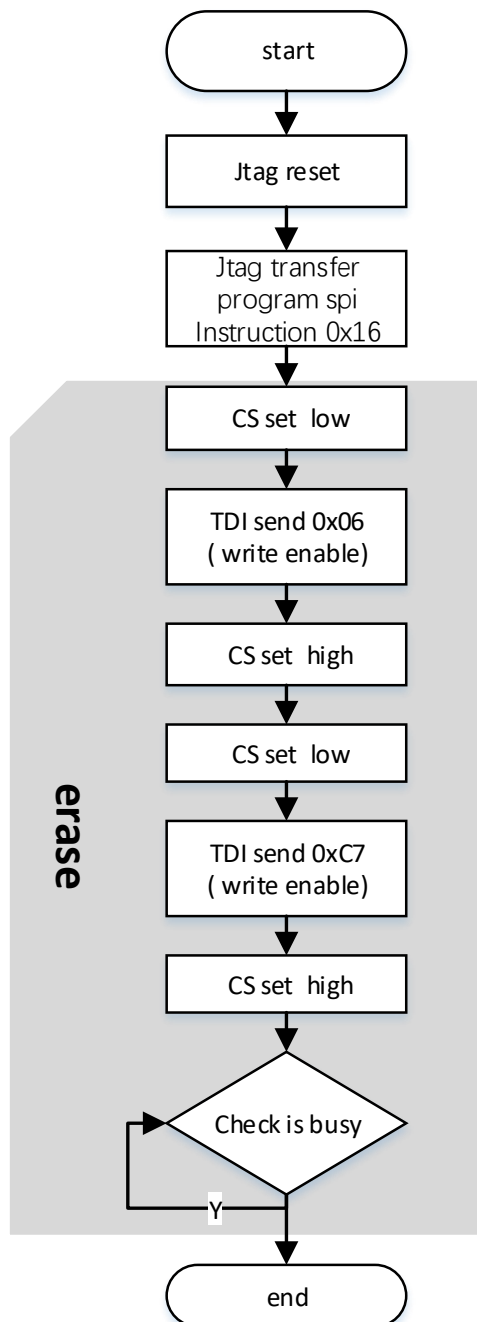 start
Jtag reset
Jtag transfer
program spi
Instruction 0x16
CS set low
TDI send 0x06
( write enable)
CS set high
CS set low
erase
TDI send 0xC7
( write enable)
CS set high
Check is busy
Y
end